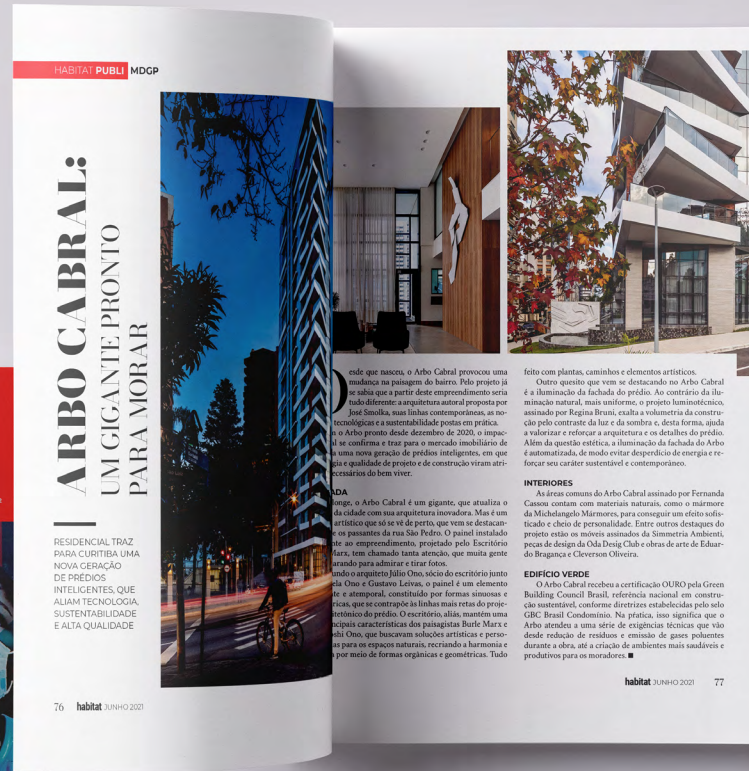 HABITAT PUBLI MDGP
ARBO CABRAL:
UM GIGANTE PRONTO
PARA MORAR
RESIDENCIAL TRAZ
PARA CURITIBA UMA
NOVA GERAÇÃO
DE PRÉDIOS
INTELIGENTES, QUE
ALIAM TECNOLOGIA,
SUSTENTABILIDADE
E ALTA QUALIDADE
76 habitat JUNHO 2021
esde que nasceu, o Arbo Cabral provocou uma
mudança na paisagem do bairro. Pelo projeto já
se sabia que a partir deste empreendimento seria
tudo diferente: a arquitetura autoral proposta por
José Smolka, suas linhas contemporâneas, as no-
tecnológicas e sustentáveis postas em prática.
o Arbo pronto desde dezembro de 2020, o impac-
se confirma e traz para o mercado imobiliário de
uma nova geração de prédios inteligentes, em que
e qualidade de projeto e de construção viram atri-
ecessários do bem viver.
ADA
longe, o Arbo Cabral é um gigante, que atualiza o
da cidade com sua arquitetura inovadora. Mas é um
artístico que só se vê de perto, que vem se destacan-
e os passantes da rua São Pedro. O painel instalado
te ao empreendimento, projetado pelo Escritório
Marx, tem chamado tanta atenção, que muita gente
arando para admirar e tirar fotos.
undo o arquiteto Júlio Ono, sócio do escritório junto
da Ono e Gustavo Leivas, o painel é um elemento
e atemporal, constituído por formas sinuosas e
ricas, que se contrapõe às linhas mais retas do proje-
tetônico do prédio. O escritório, aliás, mantém uma
ncipais características dos paisagistas Burle Marx e
shi Ono, que buscavam soluções artísticas e perso-
as para os espaços naturais, recriando a harmonia e
por meio de formas orgânicas e geométricas. Tudo
feito com plantas, caminhos e elementos artísticos.
Outro quesito que vem se destacando no Arbo Cabral
é a iluminação da fachada do prédio. Ao contrário da ilu-
minação natural, mais uniforme, o projeto luminotécnico,
assinado por Regina Bruni, exalta a volumetria da constru-
ção pelo contraste da luz e da sombra e, desta forma, ajuda
a valorizar e reforçar a arquitetura e os detalhes do prédio.
Além da questão estética, a iluminação da fachada do Arbo
é automatizada, de modo evitar desperdício de energia e re-
forçar seu caráter sustentável e contemporâneo.
INTERIORES
As áreas comuns do Arbo Cabral assinado por Fernanda
Cassou contam com materiais naturais, como o mármore
da Michelangelo Mármores, para conseguir um efeito sofis-
ticado e cheio de personalidade. Entre outros destaques do
projeto estão os móveis assinados da Simmetria Ambienti,
peças de design da Oda Desig Club e obras de arte de Eduar-
do Bragança e Cleverson Oliveira.
EDIFÍCIO VERDE
O Arbo Cabral recebeu a certificação OURO pela Green
Building Council Brasil, referência nacional em constru-
ção sustentável, conforme diretrizes estabelecidas pelo selo
GBC Brasil Condomínio. Na prática, isso significa que o
Arbo atendeu a uma série de exigências técnicas que vão
desde redução de resíduos e emissão de gases poluentes
durante a obra, até a criação de ambientes mais saudáveis e
produtivos para os moradores. ■
habitat JUNHO 2021 77